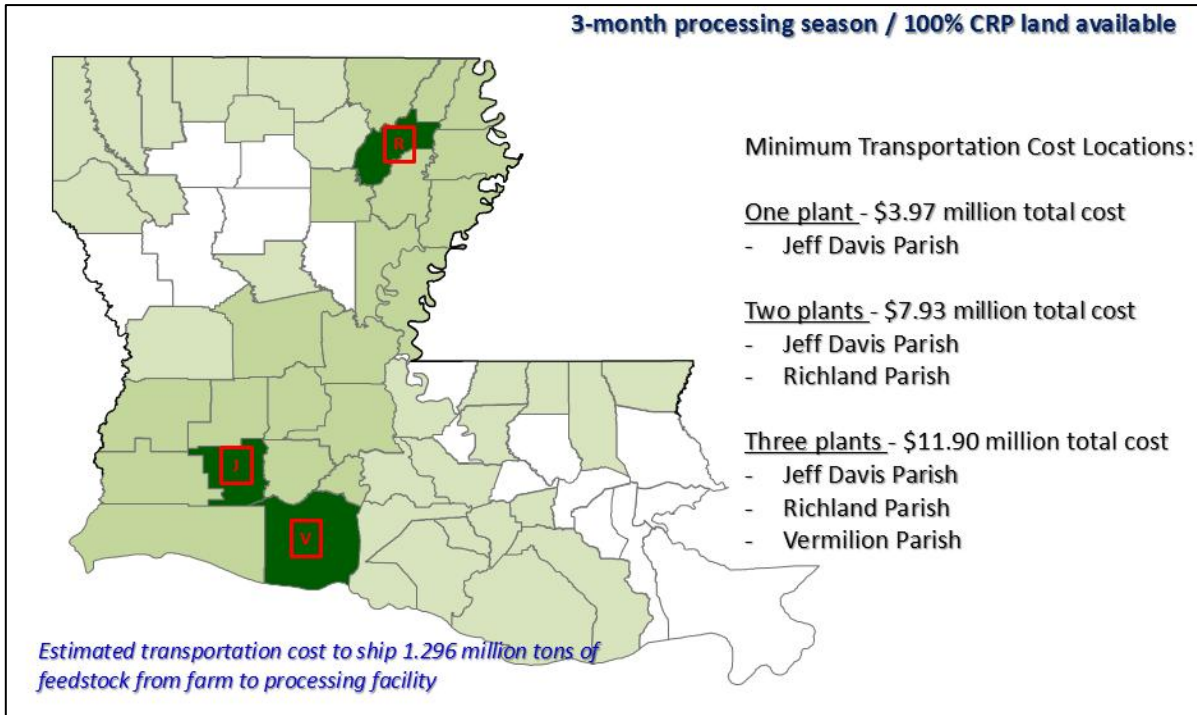 3-month processing season / 100% CRP land available
R
J
V
Minimum Transportation Cost Locations:
One plant - $3.97 million total cost
- Jeff Davis Parish
Two plants - $7.93 million total cost
- Jeff Davis Parish
- Richland Parish
Three plants - $11.90 million total cost
- Jeff Davis Parish
- Richland Parish
- Vermilion Parish
Estimated transportation cost to ship 1.296 million tons of
feedstock from farm to processing facility